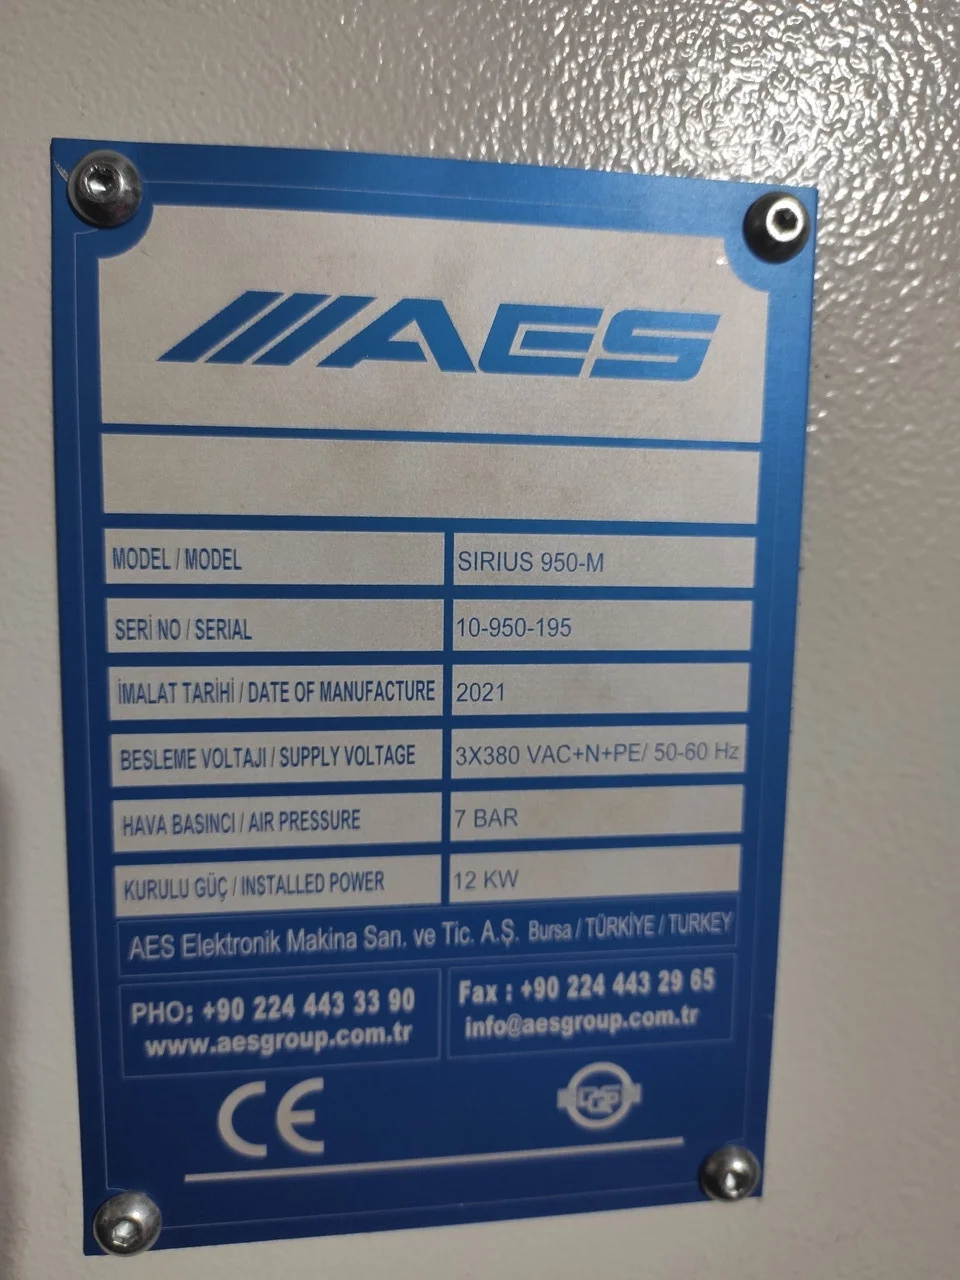 AES
MODEL / MODEL SIRIUS 950-M
SERİ NO / SERIAL 10-950-195
İMALAT TARİHİ / DATE OF MANUFACTURE 2021
BESLEME VOLTAJI / SUPPLY VOLTAGE 3X380 VAC+N+PE/ 50-60 Hz
HAVA BASINCI / AIR PRESSURE 7 BAR
KURULU GÜÇ / INSTALLED POWER 12 KW
AES Elektronik Makina San. ve Tic. A.Ş. Bursa / TÜRKİYE / TURKEY
PHO: +90 224 443 33 90
www.aesgroup.com.tr
Fax : +90 224 443 29 65
info@aesgroup.com.tr
CE